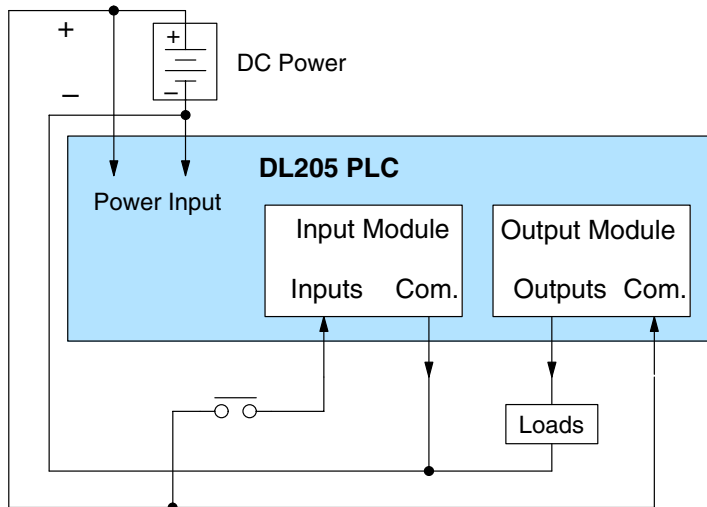 +
+
DC Power
–
–
DL205 PLC
Power Input
Input Module
Output Module
Inputs Com.
Outputs Com.
Loads